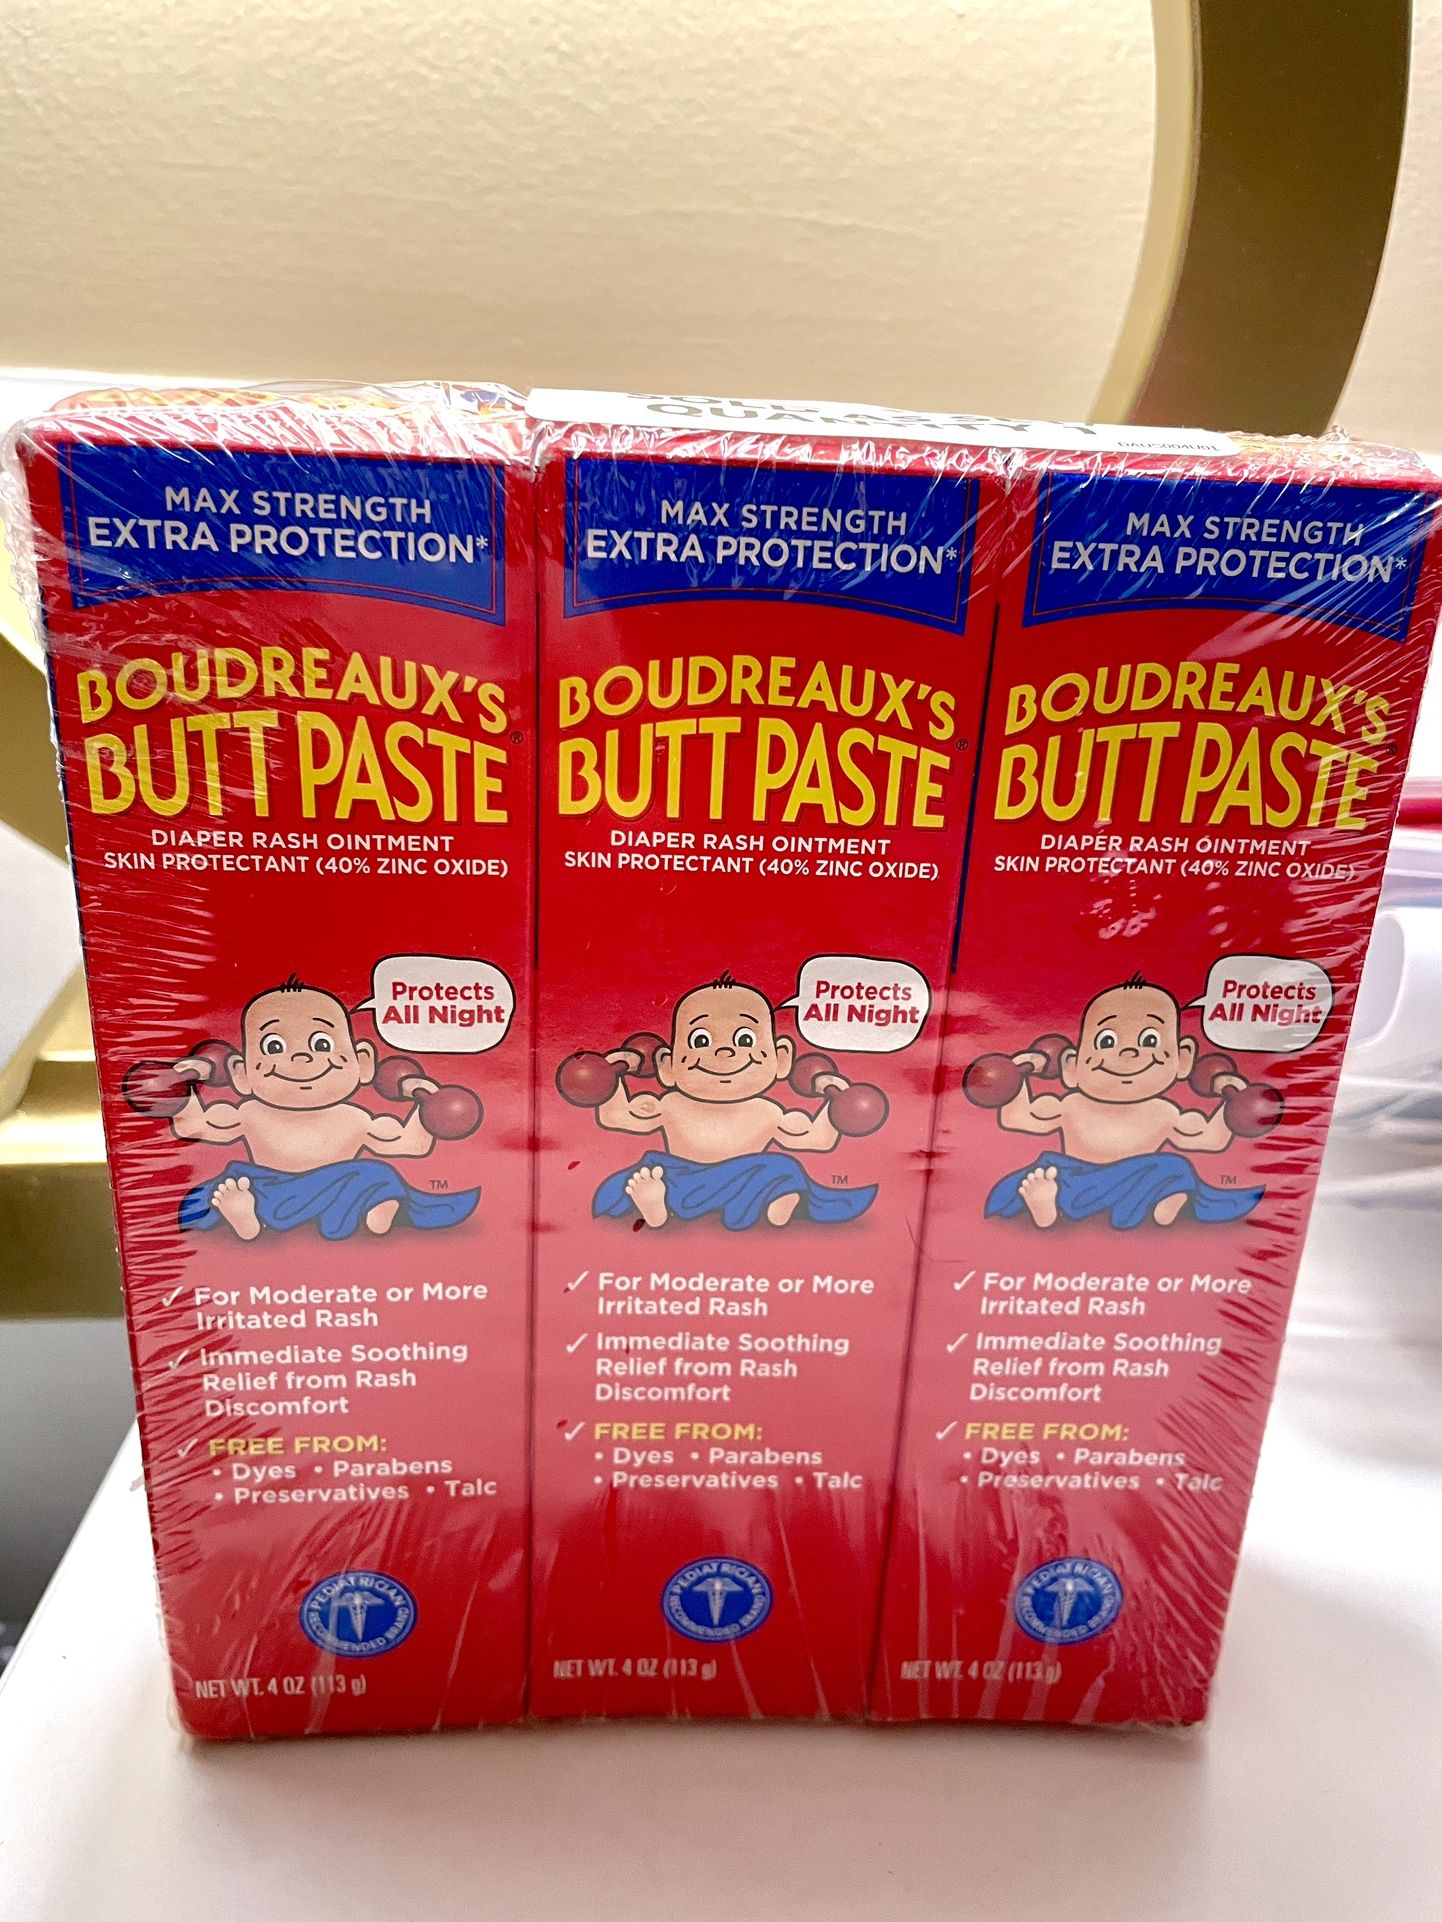 QUANTITY 1
DAUS004U01
MAX STRENGTH
EXTRA PROTECTION*
BOUDREAUX'S
BUTT PASTE®
DIAPER RASH OINTMENT
SKIN PROTECTANT (40% ZINC OXIDE)
Protects
All Night
TM
✓ For Moderate or More
Irritated Rash
✓ Immediate Soothing
Relief from Rash
Discomfort
✓ FREE FROM:
• Dyes • Parabens
• Preservatives • Talc
PEDIATRICIAN
RECOMMENDED BRAND
NET WT. 4 OZ (113 g)
MAX STRENGTH
EXTRA PROTECTION*
BOUDREAUX'S
BUTT PASTE®
DIAPER RASH OINTMENT
SKIN PROTECTANT (40% ZINC OXIDE)
Protects
All Night
TM
✓ For Moderate or More
Irritated Rash
✓ Immediate Soothing
Relief from Rash
Discomfort
✓ FREE FROM:
• Dyes • Parabens
• Preservatives • Talc
PEDIATRICIAN
RECOMMENDED BRAND
NET WT. 4 OZ (113 g)
MAX STRENGTH
EXTRA PROTECTION*
BOUDREAUX'S
BUTT PASTE®
DIAPER RASH OINTMENT
SKIN PROTECTANT (40% ZINC OXIDE)
Protects
All Night
TM
✓ For Moderate or More
Irritated Rash
✓ Immediate Soothing
Relief from Rash
Discomfort
✓ FREE FROM:
• Dyes • Parabens
• Preservatives • Talc
PEDIATRICIAN
RECOMMENDED BRAND
NET WT. 4 OZ (113 g)